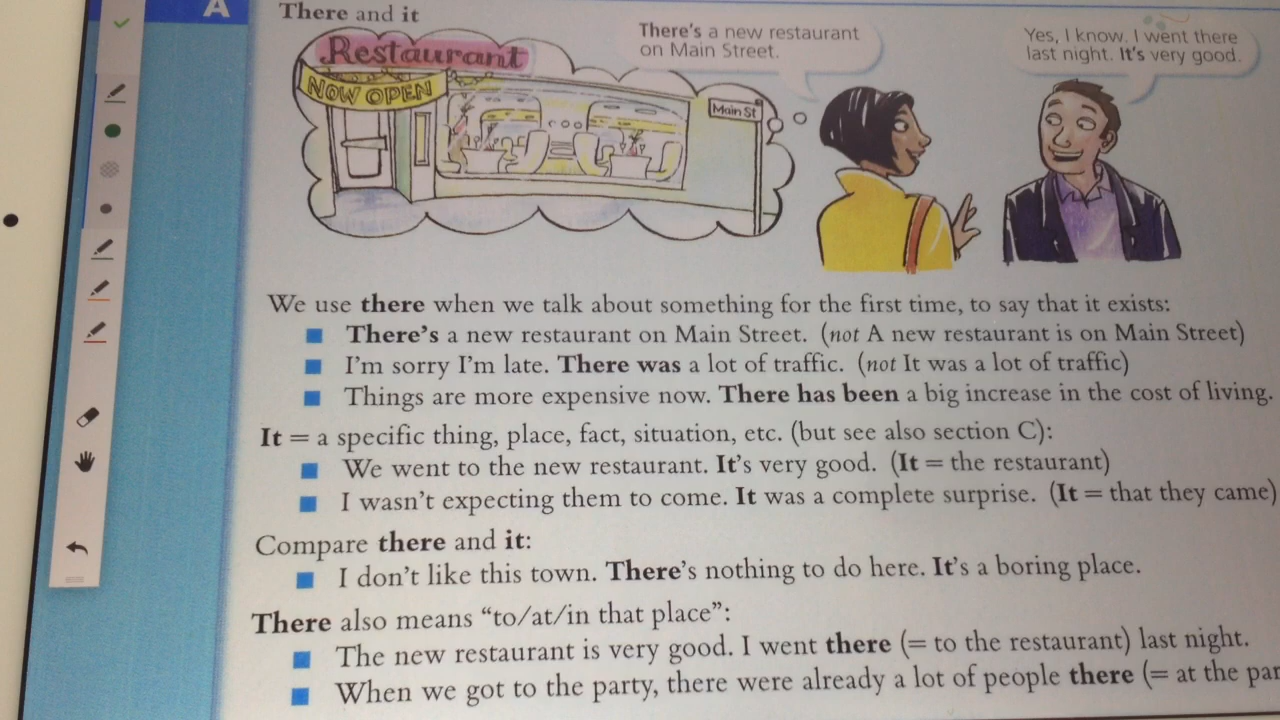 A
There and it
Restaurant
NOW OPEN
Main St
There's a new restaurant
on Main Street.
Yes, I know. I went there
last night. It's very good.
We use there when we talk about something for the first time, to say that it exists:
There's a new restaurant on Main Street. (not A new restaurant is on Main Street)
I'm sorry I'm late. There was a lot of traffic. (not It was a lot of traffic)
Things are more expensive now. There has been a big increase in the cost of living.
It = a specific thing, place, fact, situation, etc. (but see also section C):
We went to the new restaurant. It's very good. (It = the restaurant)
I wasn't expecting them to come. It was a complete surprise. (It = that they came)
Compare there and it:
I don't like this town. There's nothing to do here. It's a boring place.
There also means “to/at/in that place”:
The new restaurant is very good. I went there (= to the restaurant) last night.
When we got to the party, there were already a lot of people there (= at the